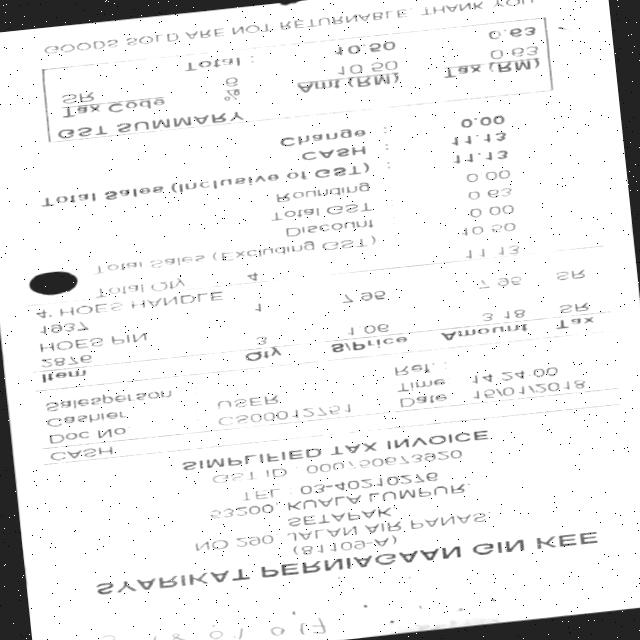 SYARIKAT PERNIAGAAN GIN KEE
(81109-A)
NO 290, JALAN AIR PANAS
SETAPAK
53200, KUALA LUMPUR.
TEL : 03-40210276
GST ID : 000750673920
SIMPLIFIED TAX INVOICE
CASH
Doc No. CS00012751 Date: 16/01/2018
Cashier USER Time: 14:24:00
Salesperson Ref.:
Item Qty S/Price Amount Tax
2876 3 1.06 3.18 SR
HOES PIN
1937 1 7.95 7.95 SR
4" HOES HANDLE
Total Qty 4 11.13
Total Sales (Excluding GST) : 10.50
Discount : 0.00
Total GST : 0.63
Rounding : 0.00
Total Sales (Inclusive of GST) : 11.13
CASH : 11.13
Change : 0.00
GST SUMMARY
Tax Code % Amt (RM) Tax (RM)
SR 6 10.50 0.63
Total : 10.50 0.63
GOODS SOLD ARE NOT RETURNABLE, THANK YOU